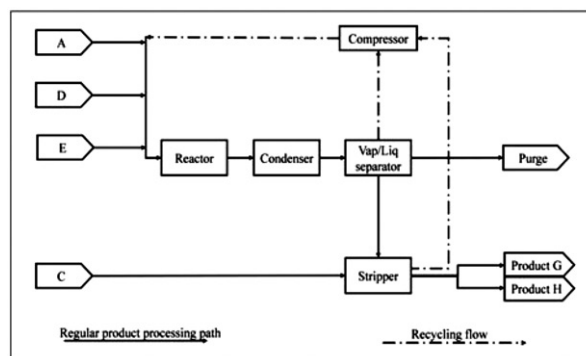 A
Compressor
D
E
Reactor
Condenser
Vap/Liq
separator
Purge
C
Stripper
Product G
Product H
Regular product processing path
Recycling flow